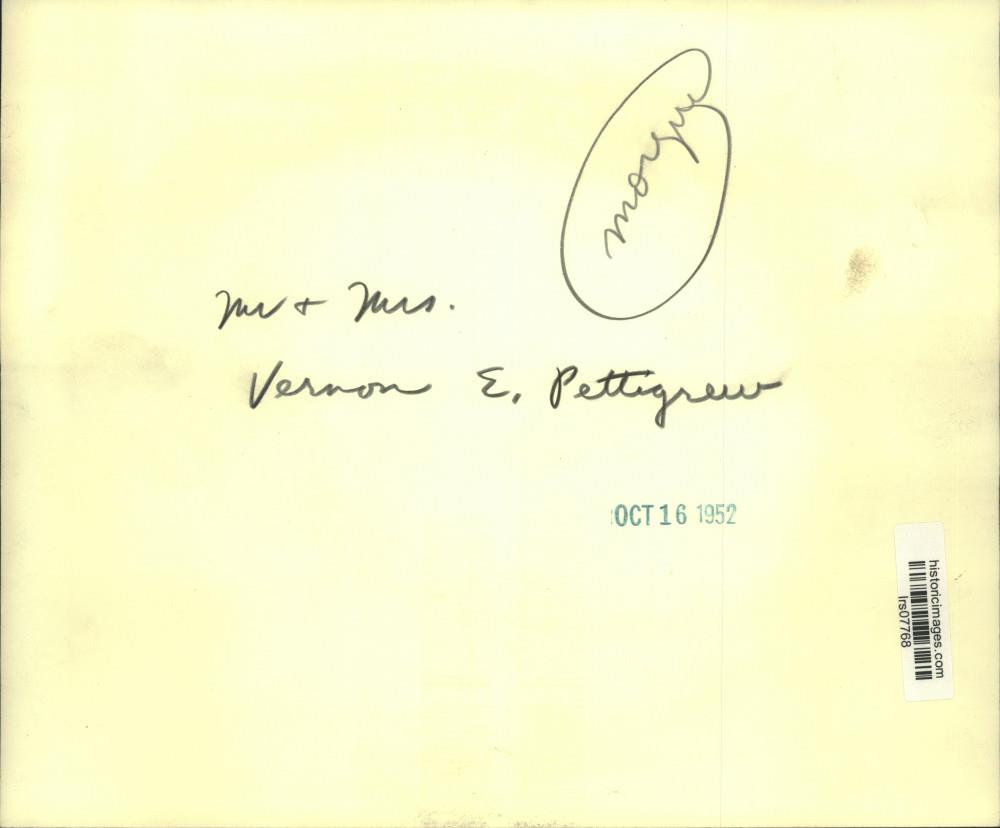 morgue
Mr + Mrs.
Vernon E. Pettigrew
OCT 16 1952
historicimages.com
lrs07768